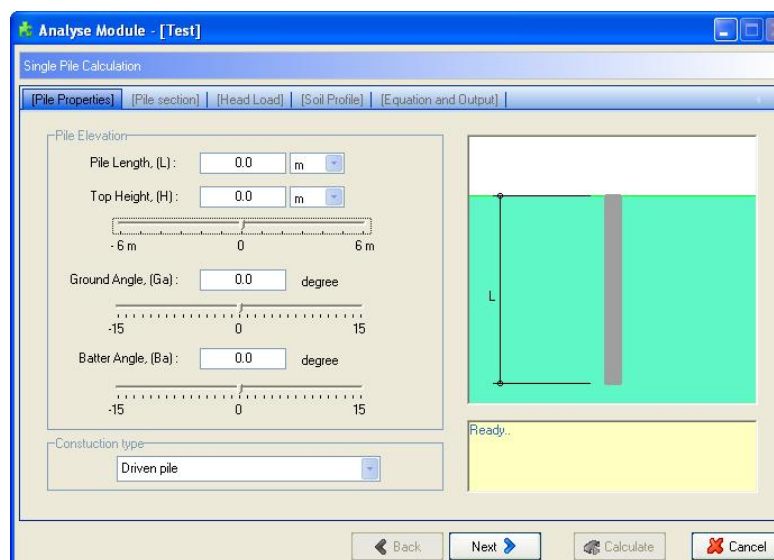 Analyse Module - [Test]
Single Pile Calculation
[Pile Properties] [Pile section] [Head Load] [Soil Profile] [Equation and Output]
Pile Elevation
Pile Length, (L) : 0.0 m
Top Height, (H) : 0.0 m
- 6 m 0 6 m
Ground Angle, (Ga) : 0.0 degree
-15 0 15
Batter Angle, (Ba) : 0.0 degree
-15 0 15
Constuction type
Driven pile
L
Ready..
Back Next Calculate Cancel